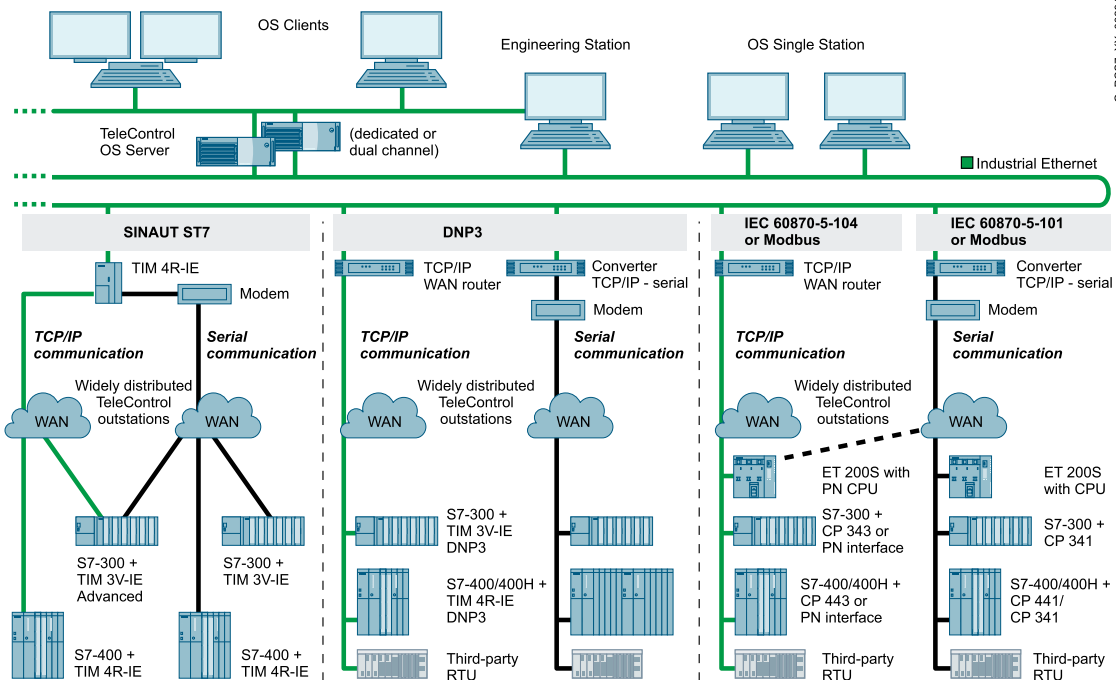 OS Clients
Engineering Station
OS Single Station
TeleControl
OS Server
(dedicated or
dual channel)
Industrial Ethernet
SINAUT ST7
DNP3
IEC 60870-5-104
or Modbus
IEC 60870-5-101
or Modbus
TIM 4R-IE
Modem
TCP/IP
WAN router
Converter
TCP/IP - serial
Modem
TCP/IP
WAN router
Converter
TCP/IP - serial
Modem
TCP/IP
communication
Serial
communication
TCP/IP
communication
Serial
communication
TCP/IP
communication
Serial
communication
Widely distributed
TeleControl
outstations
Widely distributed
TeleControl
outstations
Widely distributed
TeleControl
outstations
WAN
WAN
WAN
WAN
WAN
WAN
ET 200S with
PN CPU
ET 200S
with CPU
S7-300 +
TIM 3V-IE
Advanced
S7-300 +
TIM 3V-IE
S7-300 +
TIM 3V-IE
DNP3
S7-300 +
CP 343 or
PN interface
S7-300 +
CP 341
S7-400/400H +
TIM 4R-IE
DNP3
S7-400/400H +
CP 443 or
PN interface
S7-400/400H +
CP 441/
CP 341
S7-400 +
TIM 4R-IE
S7-400 +
TIM 4R-IE
Third-party
RTU
Third-party
RTU
Third-party
RTU